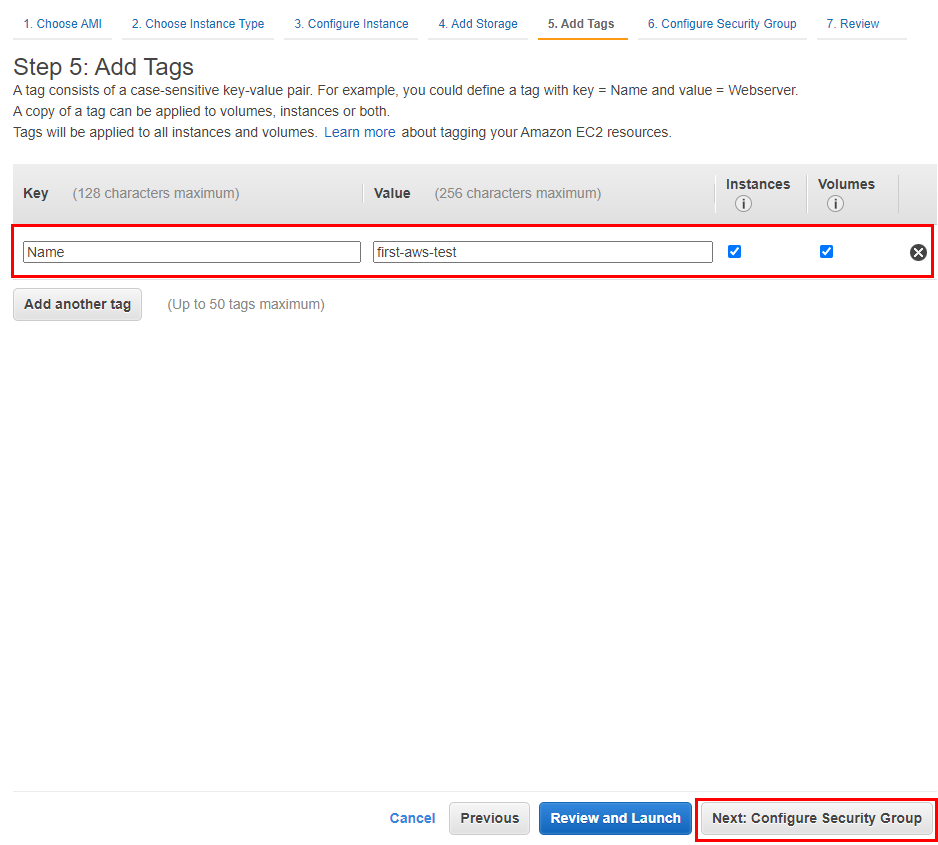 1. Choose AMI 2. Choose Instance Type 3. Configure Instance 4. Add Storage 5. Add Tags 6. Configure Security Group 7. Review
Step 5: Add Tags
A tag consists of a case-sensitive key-value pair. For example, you could define a tag with key = Name and value = Webserver.
A copy of a tag can be applied to volumes, instances or both.
Tags will be applied to all instances and volumes. Learn more about tagging your Amazon EC2 resources.
Key (128 characters maximum) Value (256 characters maximum) Instances Volumes
i i
Name first-aws-test
Add another tag (Up to 50 tags maximum)
Cancel Previous Review and Launch Next: Configure Security Group